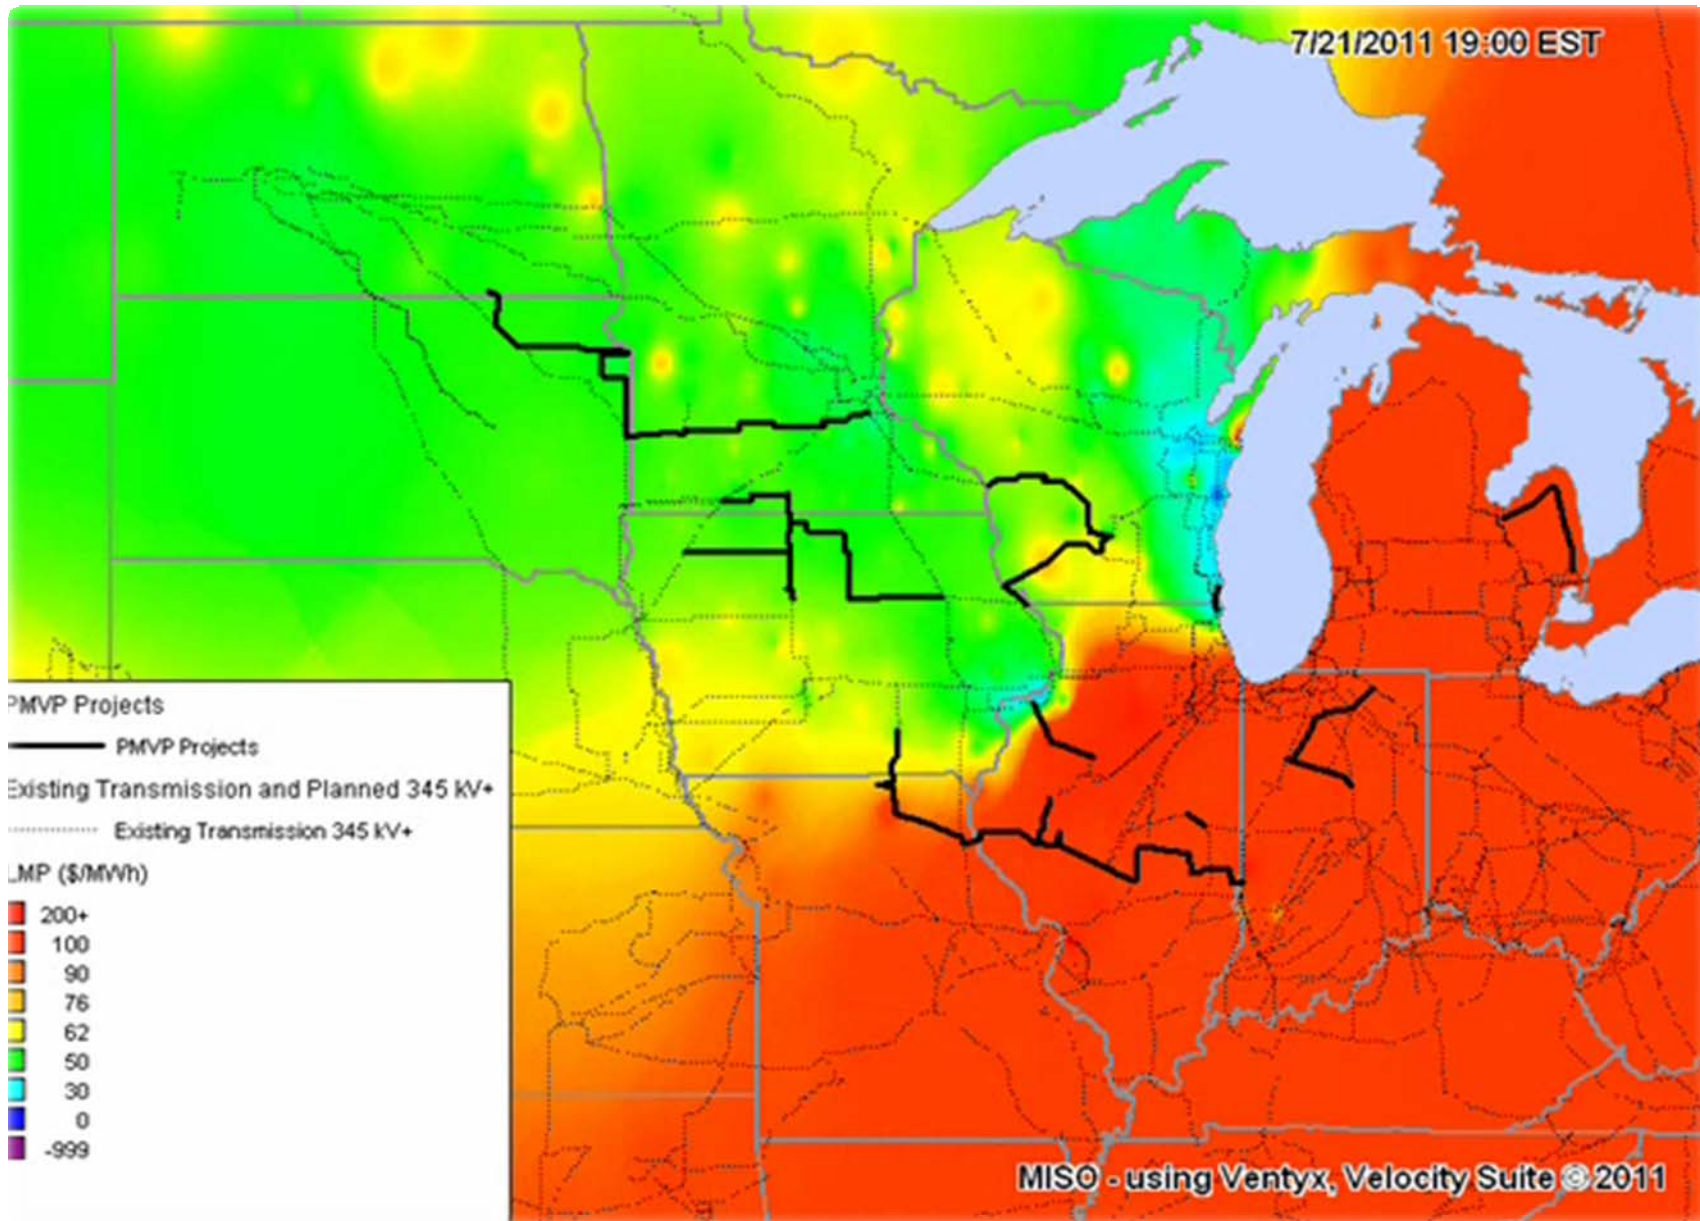 7/21/2011 19:00 EST
PMVP Projects
PMVP Projects
Existing Transmission and Planned 345 kV+
Existing Transmission 345 kV+
LMP ($/MWh)
200+
100
90
76
62
50
30
0
-999
MISO - using Ventyx, Velocity Suite © 2011